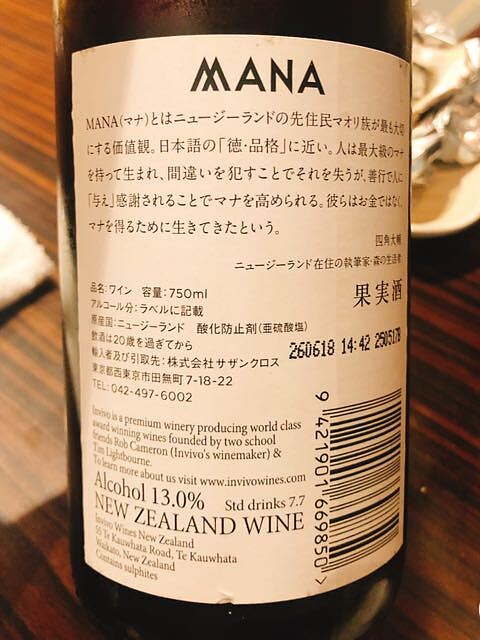 MANA
MANA(マナ)とはニュージーランドの先住民マオリ族が最も大切
にする価値観。日本語の「徳・品格」に近い。人は最大級のマナ
を持って生まれ、間違いを犯すことでそれを失うが、善行で人に
「与え」感謝されることでマナを高められる。彼らはお金ではなく、
マナを得るために生きてきたという。
四角大輔
ニュージーランド在住の執筆家・森の生活者
果実酒
品名:ワイン 容量:750ml
アルコール分:ラベルに記載
原産国:ニュージーランド 酸化防止剤(亜硫酸塩)
飲酒は20歳を過ぎてから
輸入者及び引取先:株式会社サザンクロス
東京都西東京市田無町7-18-22
TEL: 042-497-6002
260618 14:42 2505178
Invivo is a premium winery producing world class
award winning wines founded by two school
friends Rob Cameron (Invivo's winemaker) &
Tim Lightbourne.
To learn more about us visit www.invivowines.com
Alcohol 13.0% Std drinks 7.7
NEW ZEALAND WINE
Invivo Wines New Zealand
55 Te Kauwhata Road, Te Kauwhata
Waikato, New Zealand
Contains sulphites
9 421901 669850 >